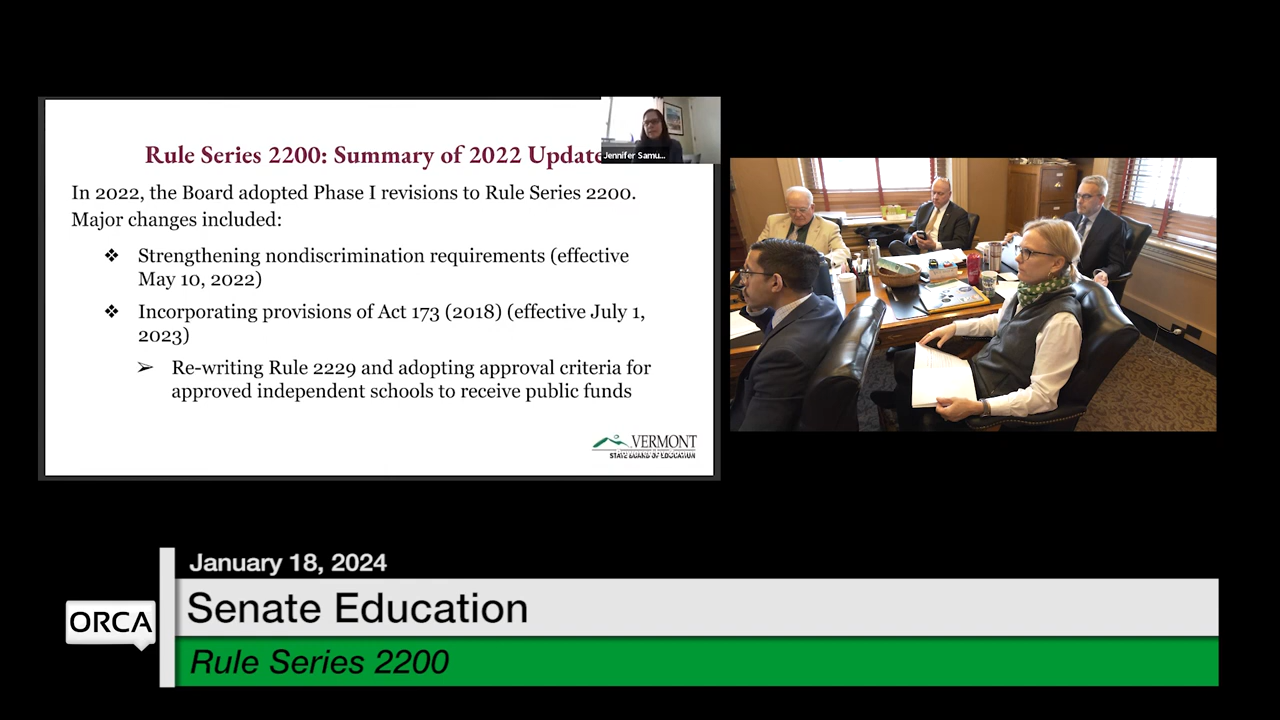 Rule Series 2200: Summary of 2022 Update
Jennifer Samu...
In 2022, the Board adopted Phase I revisions to Rule Series 2200.
Major changes included:
❖ Strengthening nondiscrimination requirements (effective
May 10, 2022)
❖ Incorporating provisions of Act 173 (2018) (effective July 1,
2023)
➢ Re-writing Rule 2229 and adopting approval criteria for
approved independent schools to receive public funds
VERMONT
STATE BOARD OF EDUCATION
January 18, 2024
ORCA
Senate Education
Rule Series 2200